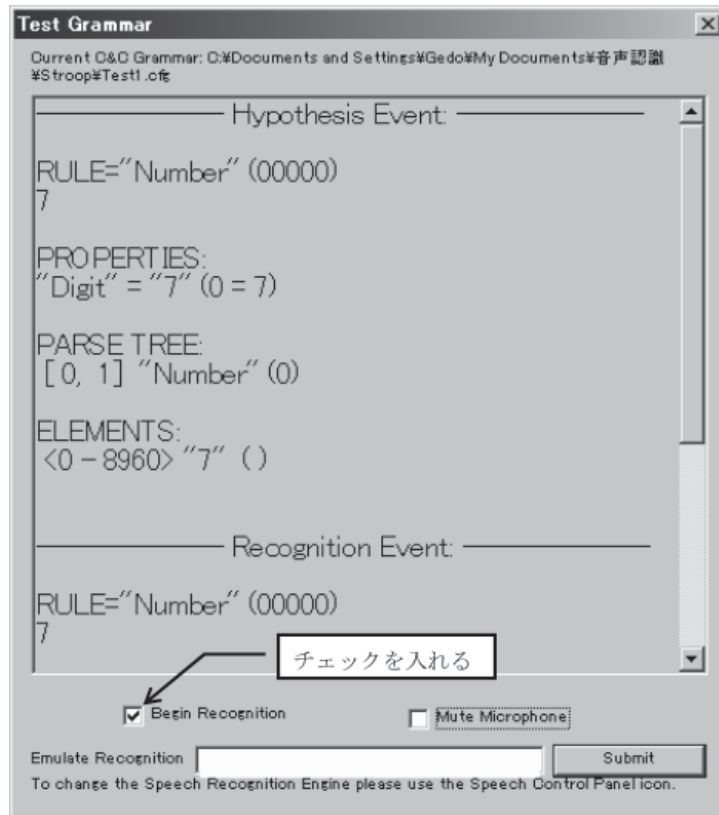 Test Grammar
Current C&C Grammar: C:¥Documents and Settings¥Gedo¥My Documents¥音声認識
¥Stroop¥Test1.cfg
Hypothesis Event:
RULE="Number" (00000)
7
PROPERTIES:
"Digit" = "7" (0 = 7)
PARSE TREE:
[ 0, 1] "Number" (0)
ELEMENTS:
<0 - 8960> "7" ( )
Recognition Event:
RULE="Number" (00000)
7
チェックを入れる
Begin Recognition
Mute Microphone
Emulate Recognition
Submit
To change the Speech Recognition Engine please use the Speech Control Panel icon.